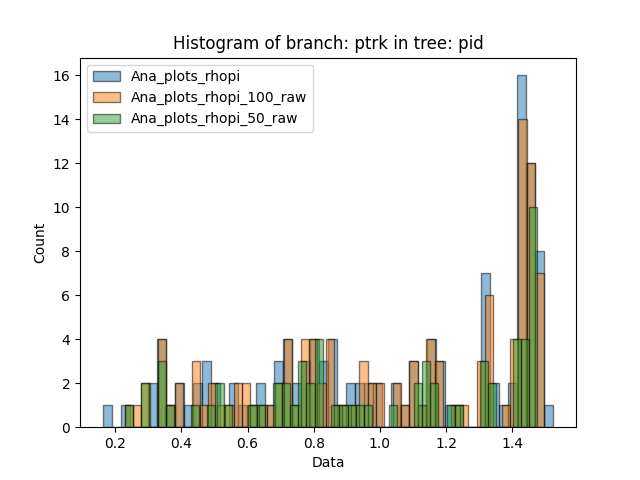 Histogram of branch: ptrk in tree: pid
Ana_plots_rhopi
Ana_plots_rhopi_100_raw
Ana_plots_rhopi_50_raw
16
14
12
10
8
6
4
2
0
Count
0.2 0.4 0.6 0.8 1.0 1.2 1.4
Data